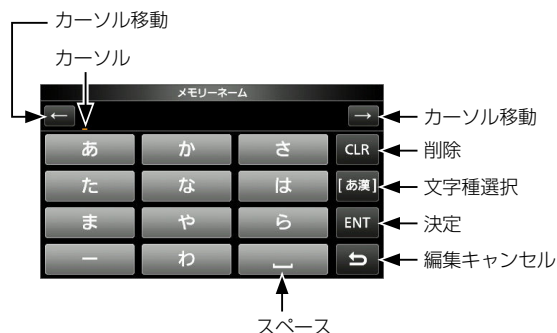 カーソル移動
カーソル
メモリーネーム
← →
カーソル移動
あ か さ CLR
削除
た な は [あ漢]
文字種選択
ま や ら ENT
決定
ー わ
編集キャンセル
スペース